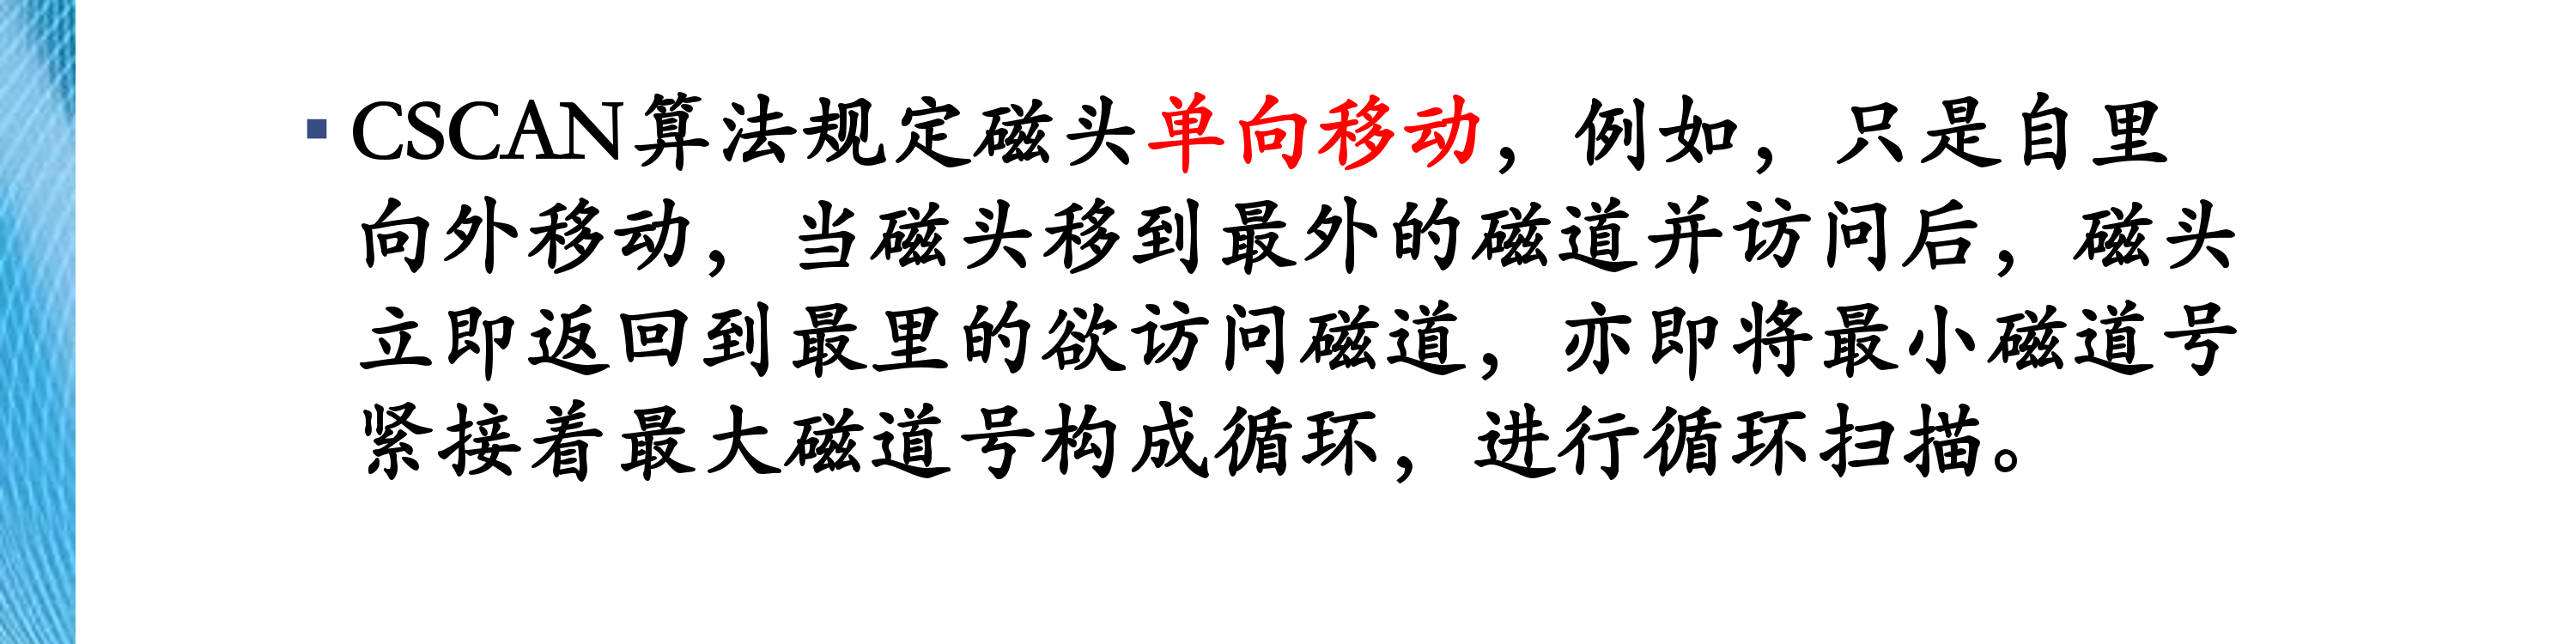 ▪ CSCAN算法规定磁头单向移动，例如，只是自里
向外移动，当磁头移到最外的磁道并访问后，磁头
立即返回到最里的欲访问磁道，亦即将最小磁道号
紧接着最大磁道号构成循环，进行循环扫描。